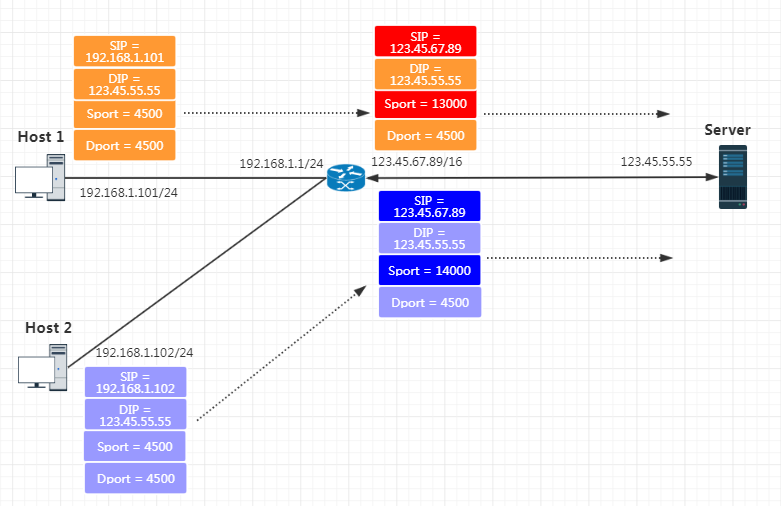 SIP =
192.168.1.101
DIP =
123.45.55.55
Sport = 4500
Dport = 4500
SIP =
123.45.67.89
DIP =
123.45.55.55
Sport = 13000
Dport = 4500
Host 1
Server
192.168.1.1/24
123.45.67.89/16
123.45.55.55
192.168.1.101/24
SIP =
123.45.67.89
DIP =
123.45.55.55
Sport = 14000
Dport = 4500
Host 2
192.168.1.102/24
SIP =
192.168.1.102
DIP =
123.45.55.55
Sport = 4500
Dport = 4500